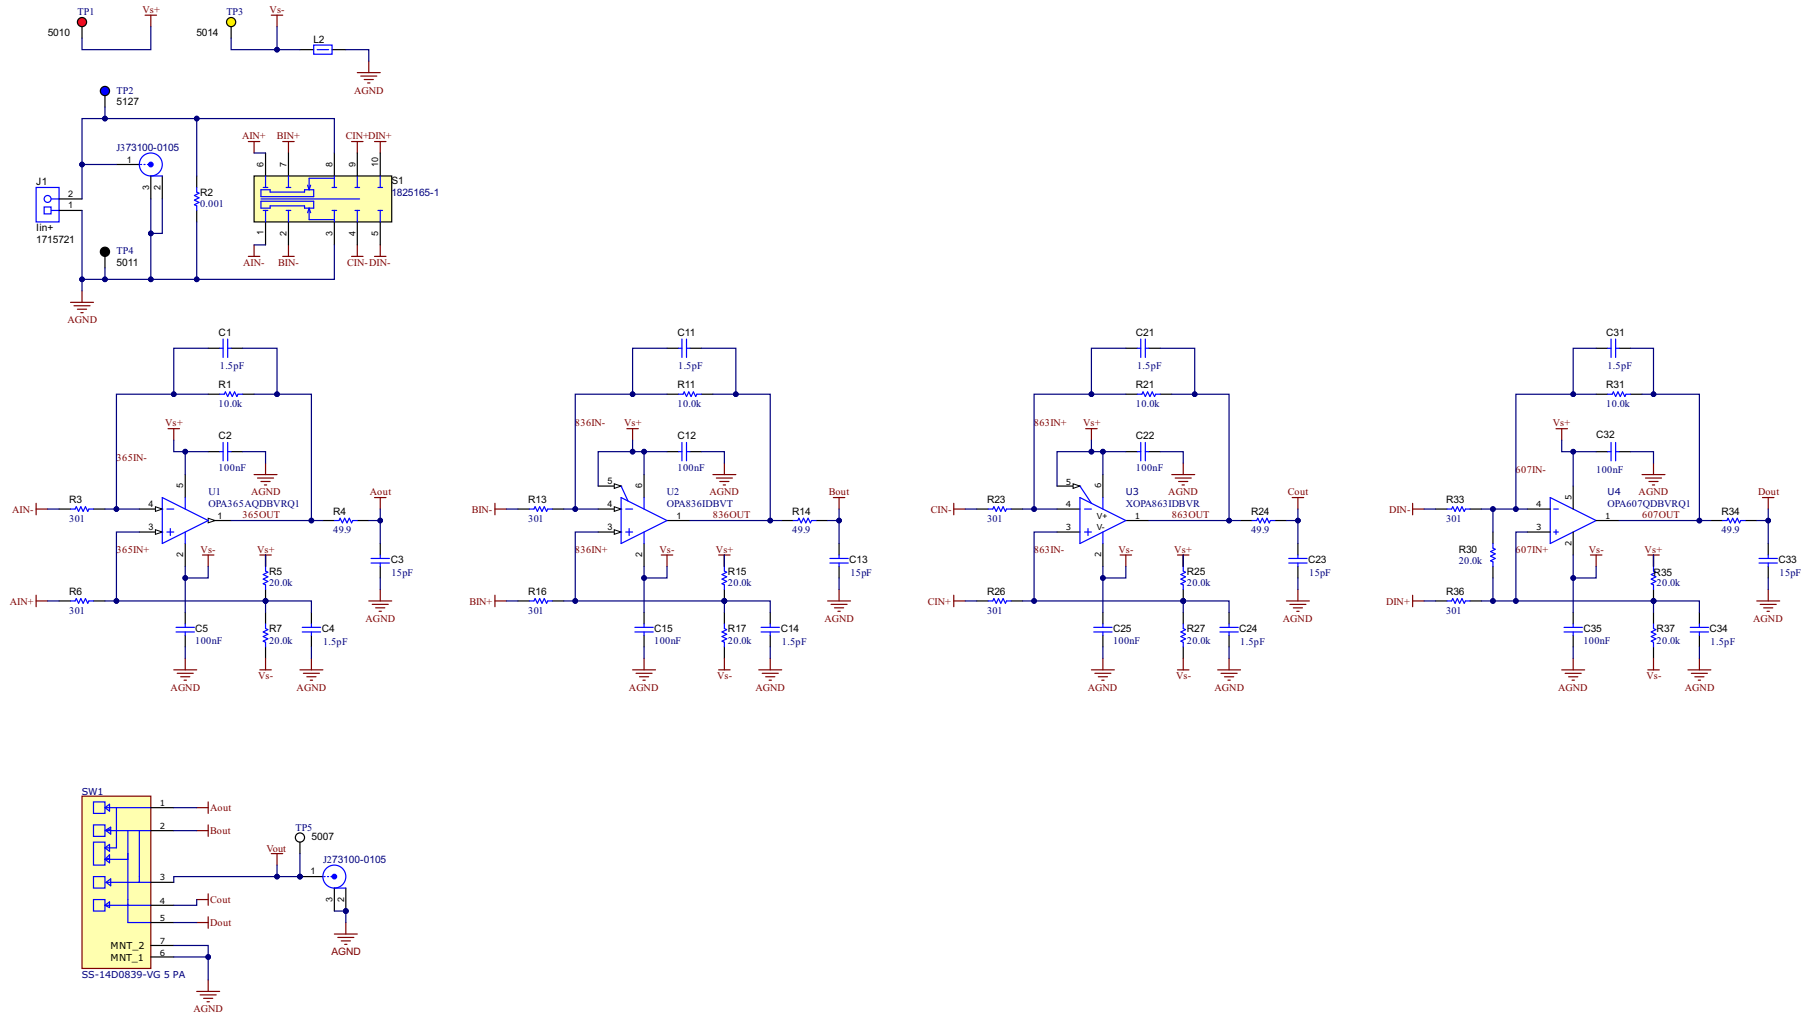 TP1
Vs+
TP3
Vs-
5010
5014
L2
AGND
TP2
5127
J373100-0105
1
3
2
J1
2
1
Iin+
1715721
R2
0.001
TP4
5011
AGND
AIN+
BIN+
CIN+
DIN+
6
7
8
9
10
S1
1825165-1
1
2
3
4
5
AIN-
BIN-
CIN-
DIN-
C1
1.5pF
R1
10.0k
Vs+
C2
100nF
AGND
365IN-
5
U1
OPA365AQDBVRQ1
365OUT
AIN-
R3
301
4
3
1
2
365IN+
Vs-
Vs+
R4
49.9
Aout
C3
15pF
AGND
R5
20.0k
AIN+
R6
301
C5
100nF
AGND
R7
20.0k
Vs-
C4
1.5pF
AGND
C11
1.5pF
R11
10.0k
836IN-
Vs+
C12
100nF
AGND
5
6
U2
OPA836IDBVT
836OUT
BIN-
R13
301
4
3
1
2
836IN+
Vs-
Vs+
R14
49.9
Bout
C13
15pF
AGND
R15
20.0k
BIN+
R16
301
C15
100nF
AGND
R17
20.0k
Vs-
C14
1.5pF
AGND
C21
1.5pF
R21
10.0k
863IN+
Vs+
C22
100nF
AGND
5
6
U3
XOPA863IDBVR
863OUT
V+
V-
CIN-
R23
301
4
3
1
2
863IN-
Vs-
Vs+
R24
49.9
Cout
C23
15pF
AGND
R25
20.0k
CIN+
R26
301
C25
100nF
AGND
R27
20.0k
Vs-
C24
1.5pF
AGND
C31
1.5pF
R31
10.0k
Vs+
C32
100nF
AGND
607IN-
5
U4
OPA607QDBVRQ1
607OUT
DIN-
R33
301
4
3
1
2
R30
20.0k
607IN+
Vs-
Vs+
R34
49.9
Dout
C33
15pF
AGND
R35
20.0k
DIN+
R36
301
C35
100nF
AGND
R37
20.0k
Vs-
C34
1.5pF
AGND
SW1
1
Aout
2
Bout
3
4
Cout
5
Dout
MNT_2
7
MNT_1
6
SS-14D0839-VG 5 PA
AGND
Vout
TP5
5007
J273100-0105
1
3
2
AGND